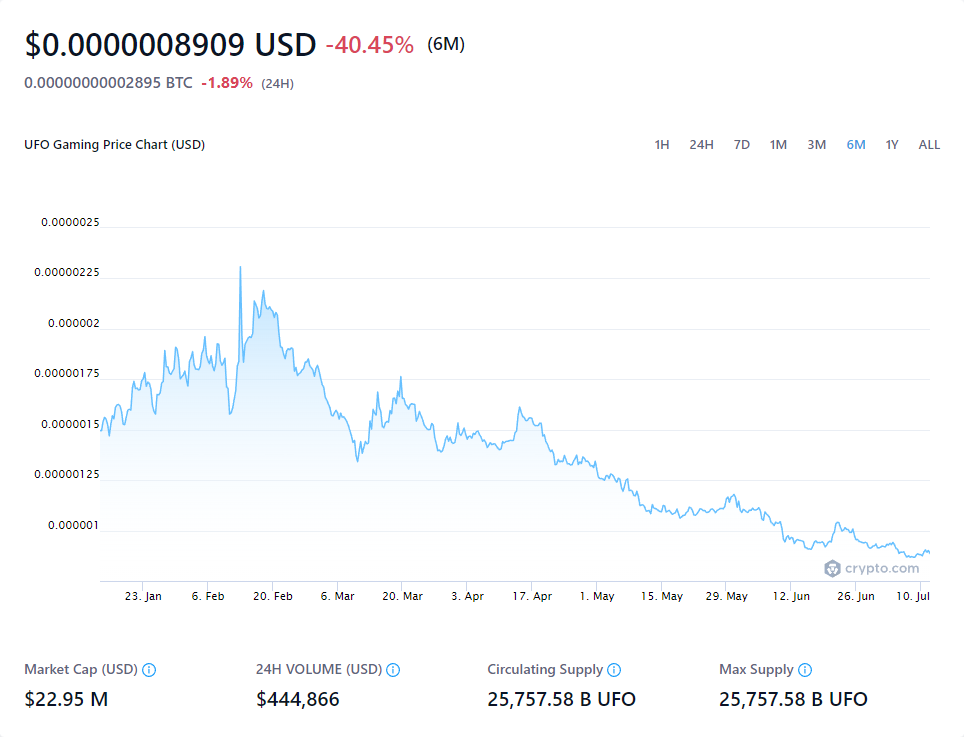 $0.0000008909 USD -40.45% (6M)
0.00000000002895 BTC -1.89% (24H)
UFO Gaming Price Chart (USD) 1H 24H 7D 1M 3M 6M 1Y ALL
0.0000025
0.00000225
0.000002
0.00000175
0.0000015
0.00000125
0.000001
crypto.com
23. Jan 6. Feb 20. Feb 6. Mar 20. Mar 3. Apr 17. Apr 1. May 15. May 29. May 12. Jun 26. Jun 10. Jul
Market Cap (USD) 24H VOLUME (USD) Circulating Supply Max Supply
$22.95 M $444,866 25,757.58 B UFO 25,757.58 B UFO